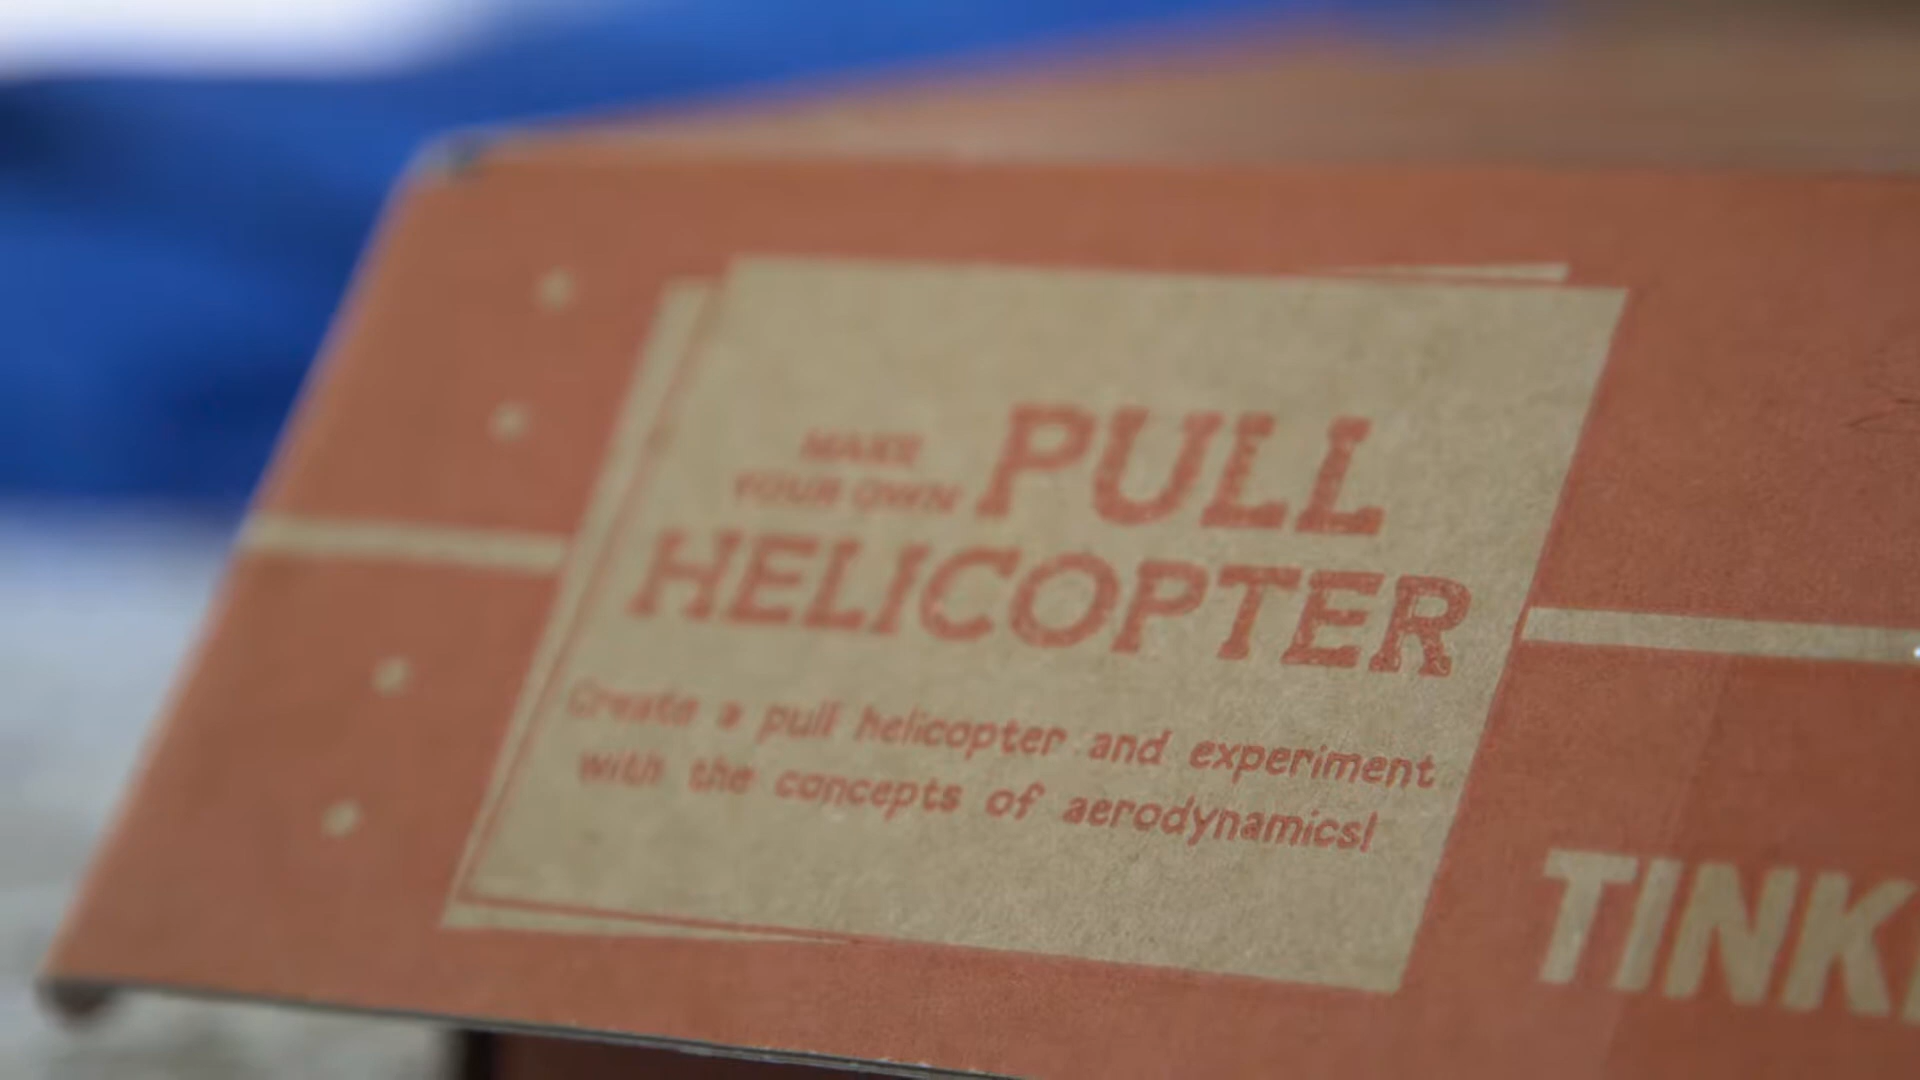 MAKE
YOUR OWN
PULL
HELICOPTER
Create a pull helicopter and experiment
with the concepts of aerodynamics!
TINK